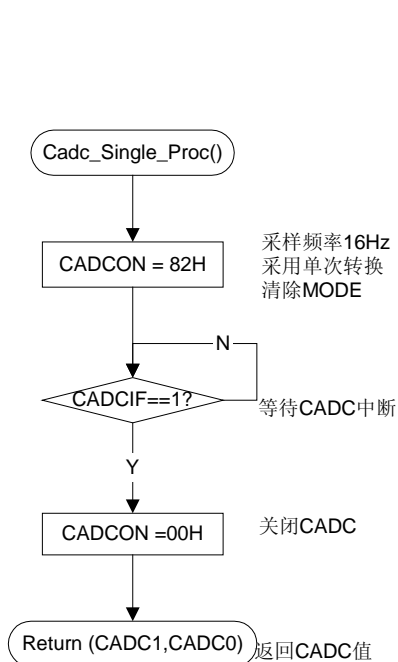 Cadc_Single_Proc()
CADCON = 82H
采样频率16Hz
采用单次转换
清除MODE
N
CADCIF==1?
等待CADC中断
Y
CADCON =00H
关闭CADC
Return (CADC1,CADC0)
返回CADC值